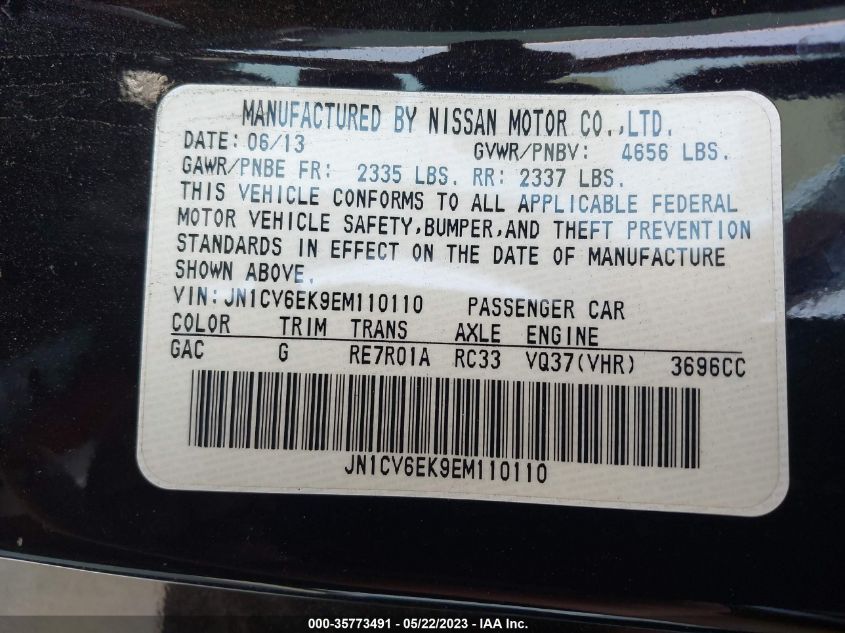 MANUFACTURED BY NISSAN MOTOR CO.,LTD.
DATE: 06/13 GVWR/PNBV: 4656 LBS.
GAWR/PNBE FR: 2335 LBS. RR: 2337 LBS.
THIS VEHICLE CONFORMS TO ALL APPLICABLE FEDERAL
MOTOR VEHICLE SAFETY,BUMPER,AND THEFT PREVENTION
STANDARDS IN EFFECT ON THE DATE OF MANUFACTURE
SHOWN ABOVE.
VIN: JN1CV6EK9EM110110 PASSENGER CAR
COLOR TRIM TRANS AXLE ENGINE
GAC G RE7R01A RC33 VQ37(VHR) 3696CC
JN1CV6EK9EM110110
000-35773491 - 05/22/2023 - IAAI.com